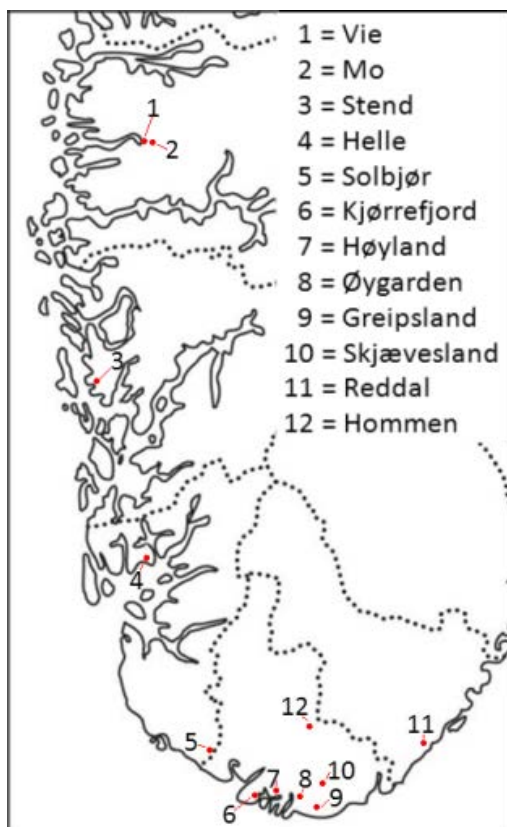 1 = Vie
2 = Mo
3 = Stend
4 = Helle
5 = Solbjør
6 = Kjørrefjord
7 = Høyland
8 = Øygarden
9 = Greipsland
10 = Skjævesland
11 = Reddal
12 = Hommen
1
2
3
4
12
5
11
10
7
8
6
9